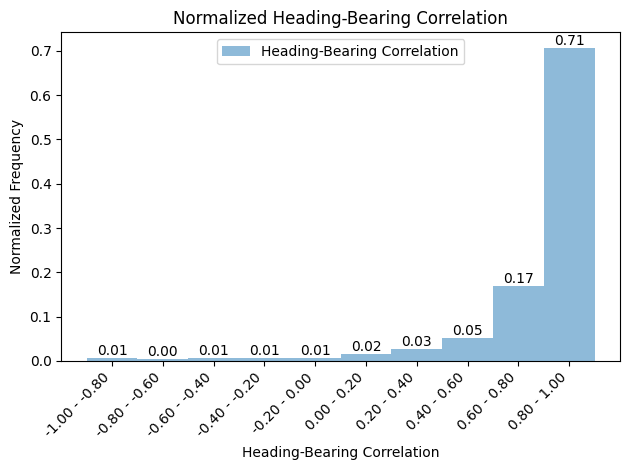 Normalized Heading-Bearing Correlation
Heading-Bearing Correlation
Normalized Frequency
0.7
0.6
0.5
0.4
0.3
0.2
0.1
0.0
0.01
0.00
0.01
0.01
0.01
0.02
0.03
0.05
0.17
0.71
-1.00 - -0.80
-0.80 - -0.60
-0.60 - -0.40
-0.40 - -0.20
-0.20 - 0.00
0.00 - 0.20
0.20 - 0.40
0.40 - 0.60
0.60 - 0.80
0.80 - 1.00
Heading-Bearing Correlation